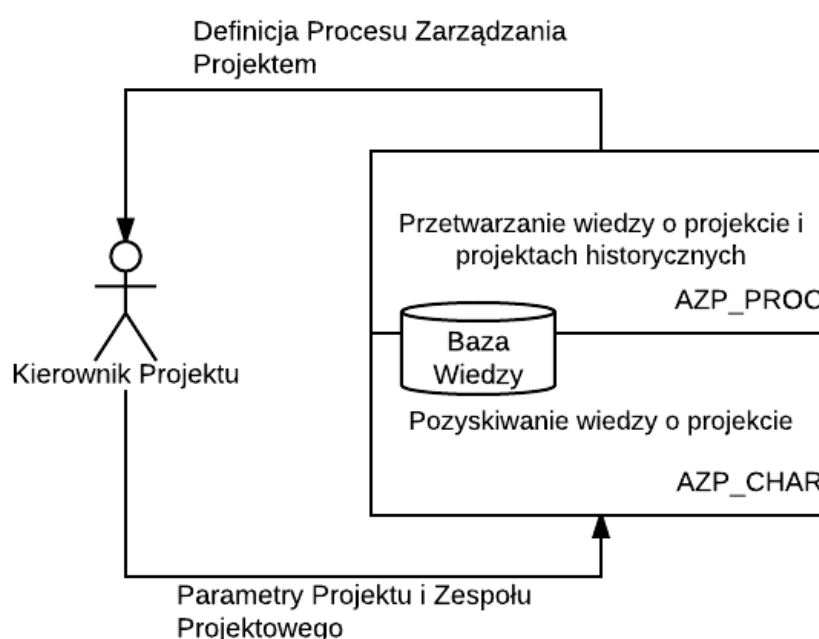 Definicja Procesu Zarządzania
Projektem
Przetwarzanie wiedzy o projekcie i
projektach historycznych
AZP_PROC
Baza
Wiedzy
Kierownik Projektu
Pozyskiwanie wiedzy o projekcie
AZP_CHAR
Parametry Projektu i Zespołu
Projektowego